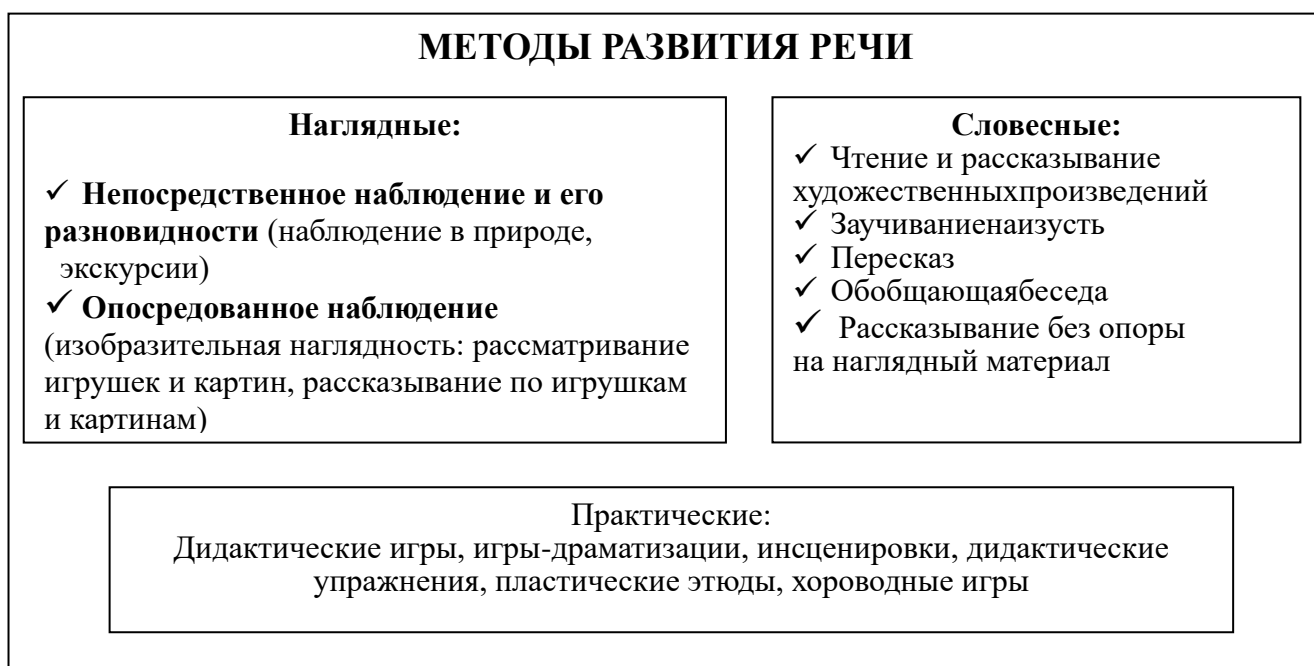 МЕТОДЫ РАЗВИТИЯ РЕЧИ
Наглядные:
✓ Непосредственное наблюдение и его
разновидности (наблюдение в природе,
экскурсии)
✓ Опосредованное наблюдение
(изобразительная наглядность: рассматривание
игрушек и картин, рассказывание по игрушкам
и картинам)
Словесные:
✓ Чтение и рассказывание
художественныхпроизведений
✓ Заучиваниенаизусть
✓ Пересказ
✓ Обобщающаябеседа
✓ Рассказывание без опоры
на наглядный материал
Практические:
Дидактические игры, игры-драматизации, инсценировки, дидактические
упражнения, пластические этюды, хороводные игры